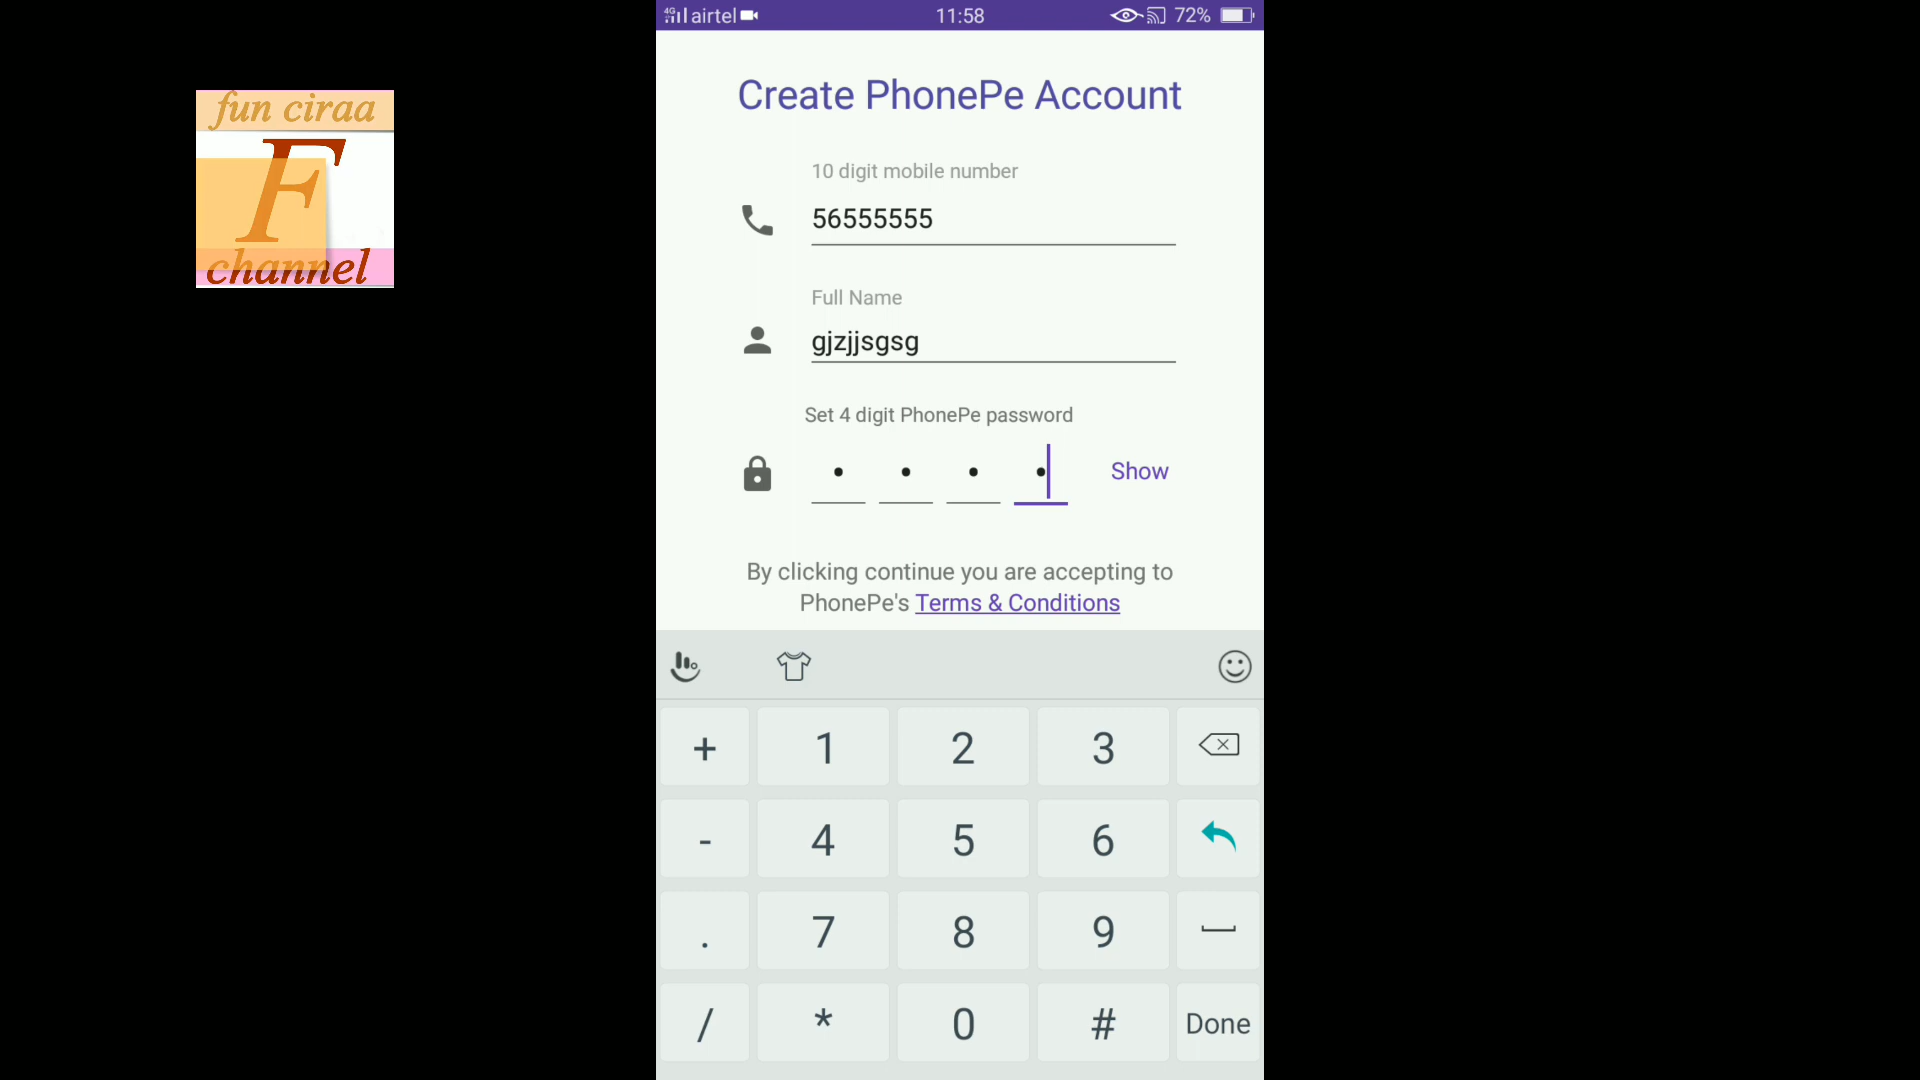 fun ciraa
F
channel
4G airtel 11:58 72%
Create PhonePe Account
10 digit mobile number
56555555
Full Name
gjzjjsgsg
Set 4 digit PhonePe password
• • • • Show
By clicking continue you are accepting to
PhonePe's Terms & Conditions
+ 1 2 3
- 4 5 6
. 7 8 9
/ * 0 # Done